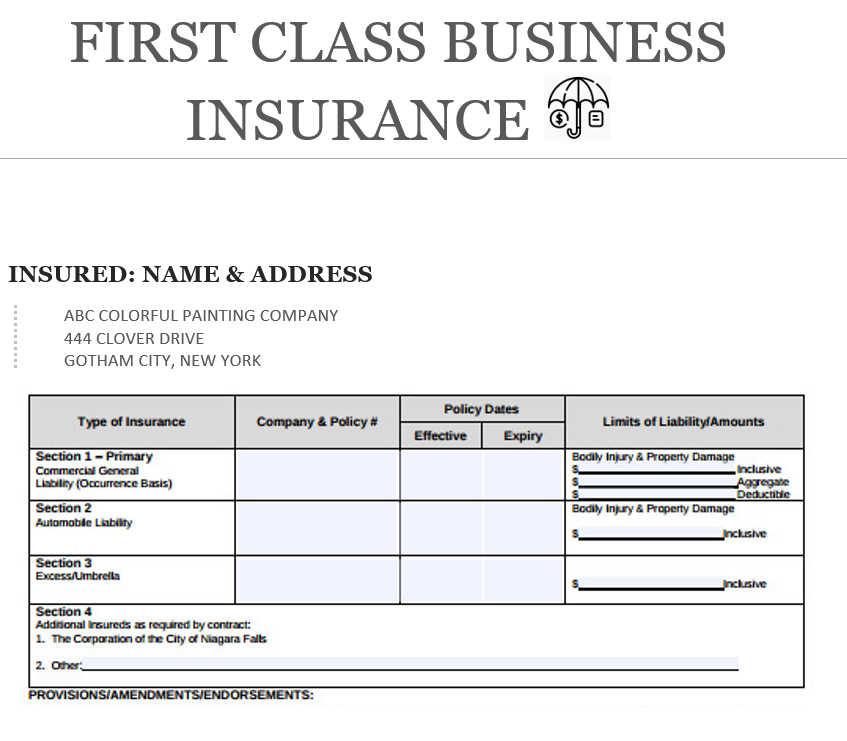 FIRST CLASS BUSINESS
INSURANCE
INSURED: NAME & ADDRESS
ABC COLORFUL PAINTING COMPANY
444 CLOVER DRIVE
GOTHAM CITY, NEW YORK
Type of Insurance
Company & Policy #
Policy Dates
Effective
Expiry
Limits of Liability/Amounts
Section 1 – Primary
Commercial General
Liability (Occurrence Basis)
Bodily Injury & Property Damage
$ Inclusive
$ Aggregate
$ Deductible
Section 2
Automobile Liability
Bodily Injury & Property Damage
$ Inclusive
Section 3
Excess/Umbrella
$ Inclusive
Section 4
Additional Insureds as required by contract:
1. The Corporation of the City of Niagara Falls
2. Other:
PROVISIONS/AMENDMENTS/ENDORSEMENTS: